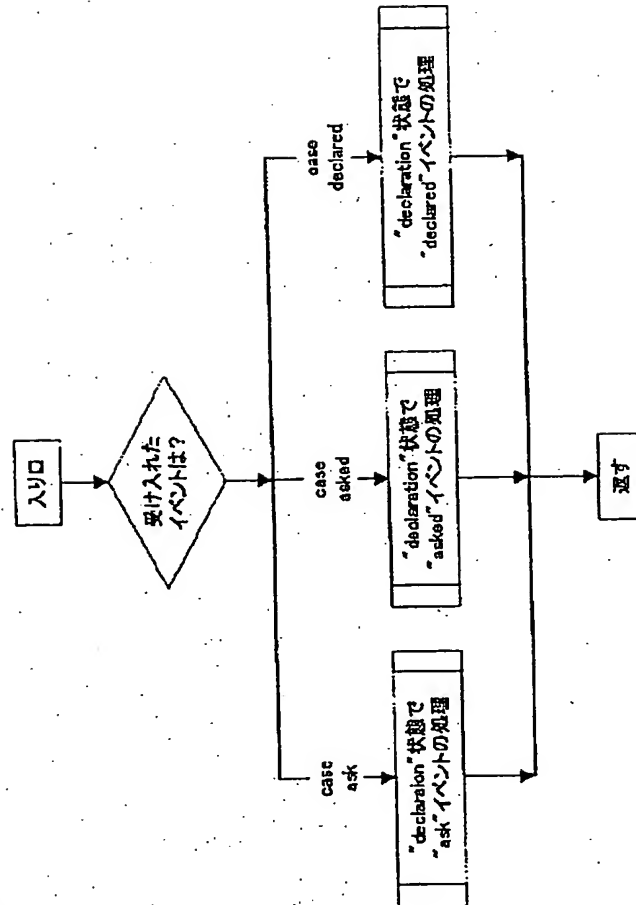 入り口
受け入れた
イベントは?
case
ask
case
asked
case
declared
"declaraion"状態で
"ask"イベントの処理
"declaration"状態で
"asked"イベントの処理
"declaration"状態で
"declared"イベントの処理
返す